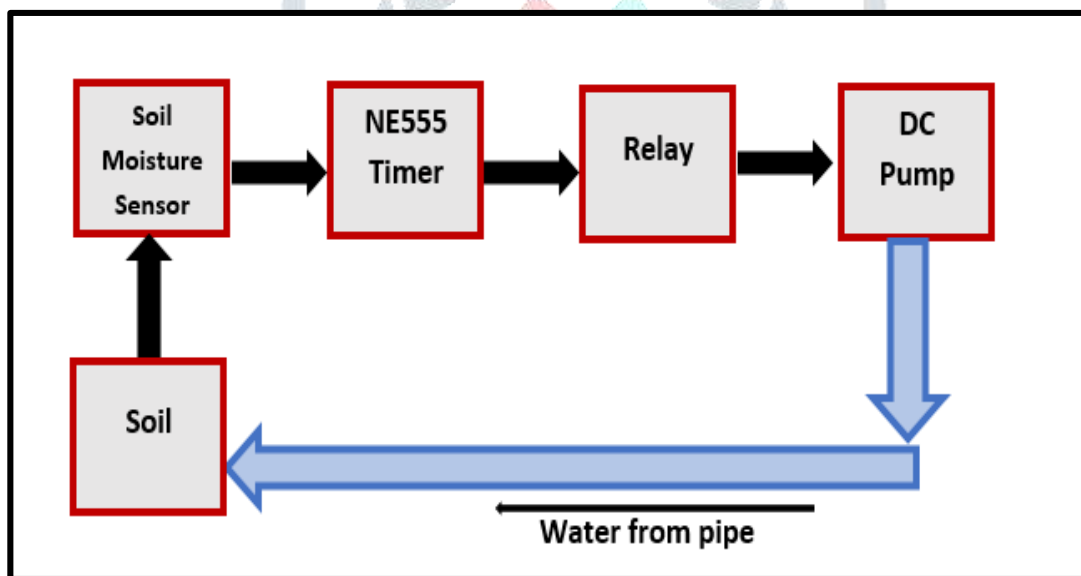 Soil
Moisture
Sensor
NE555
Timer
Relay
DC
Pump
Soil
Water from pipe